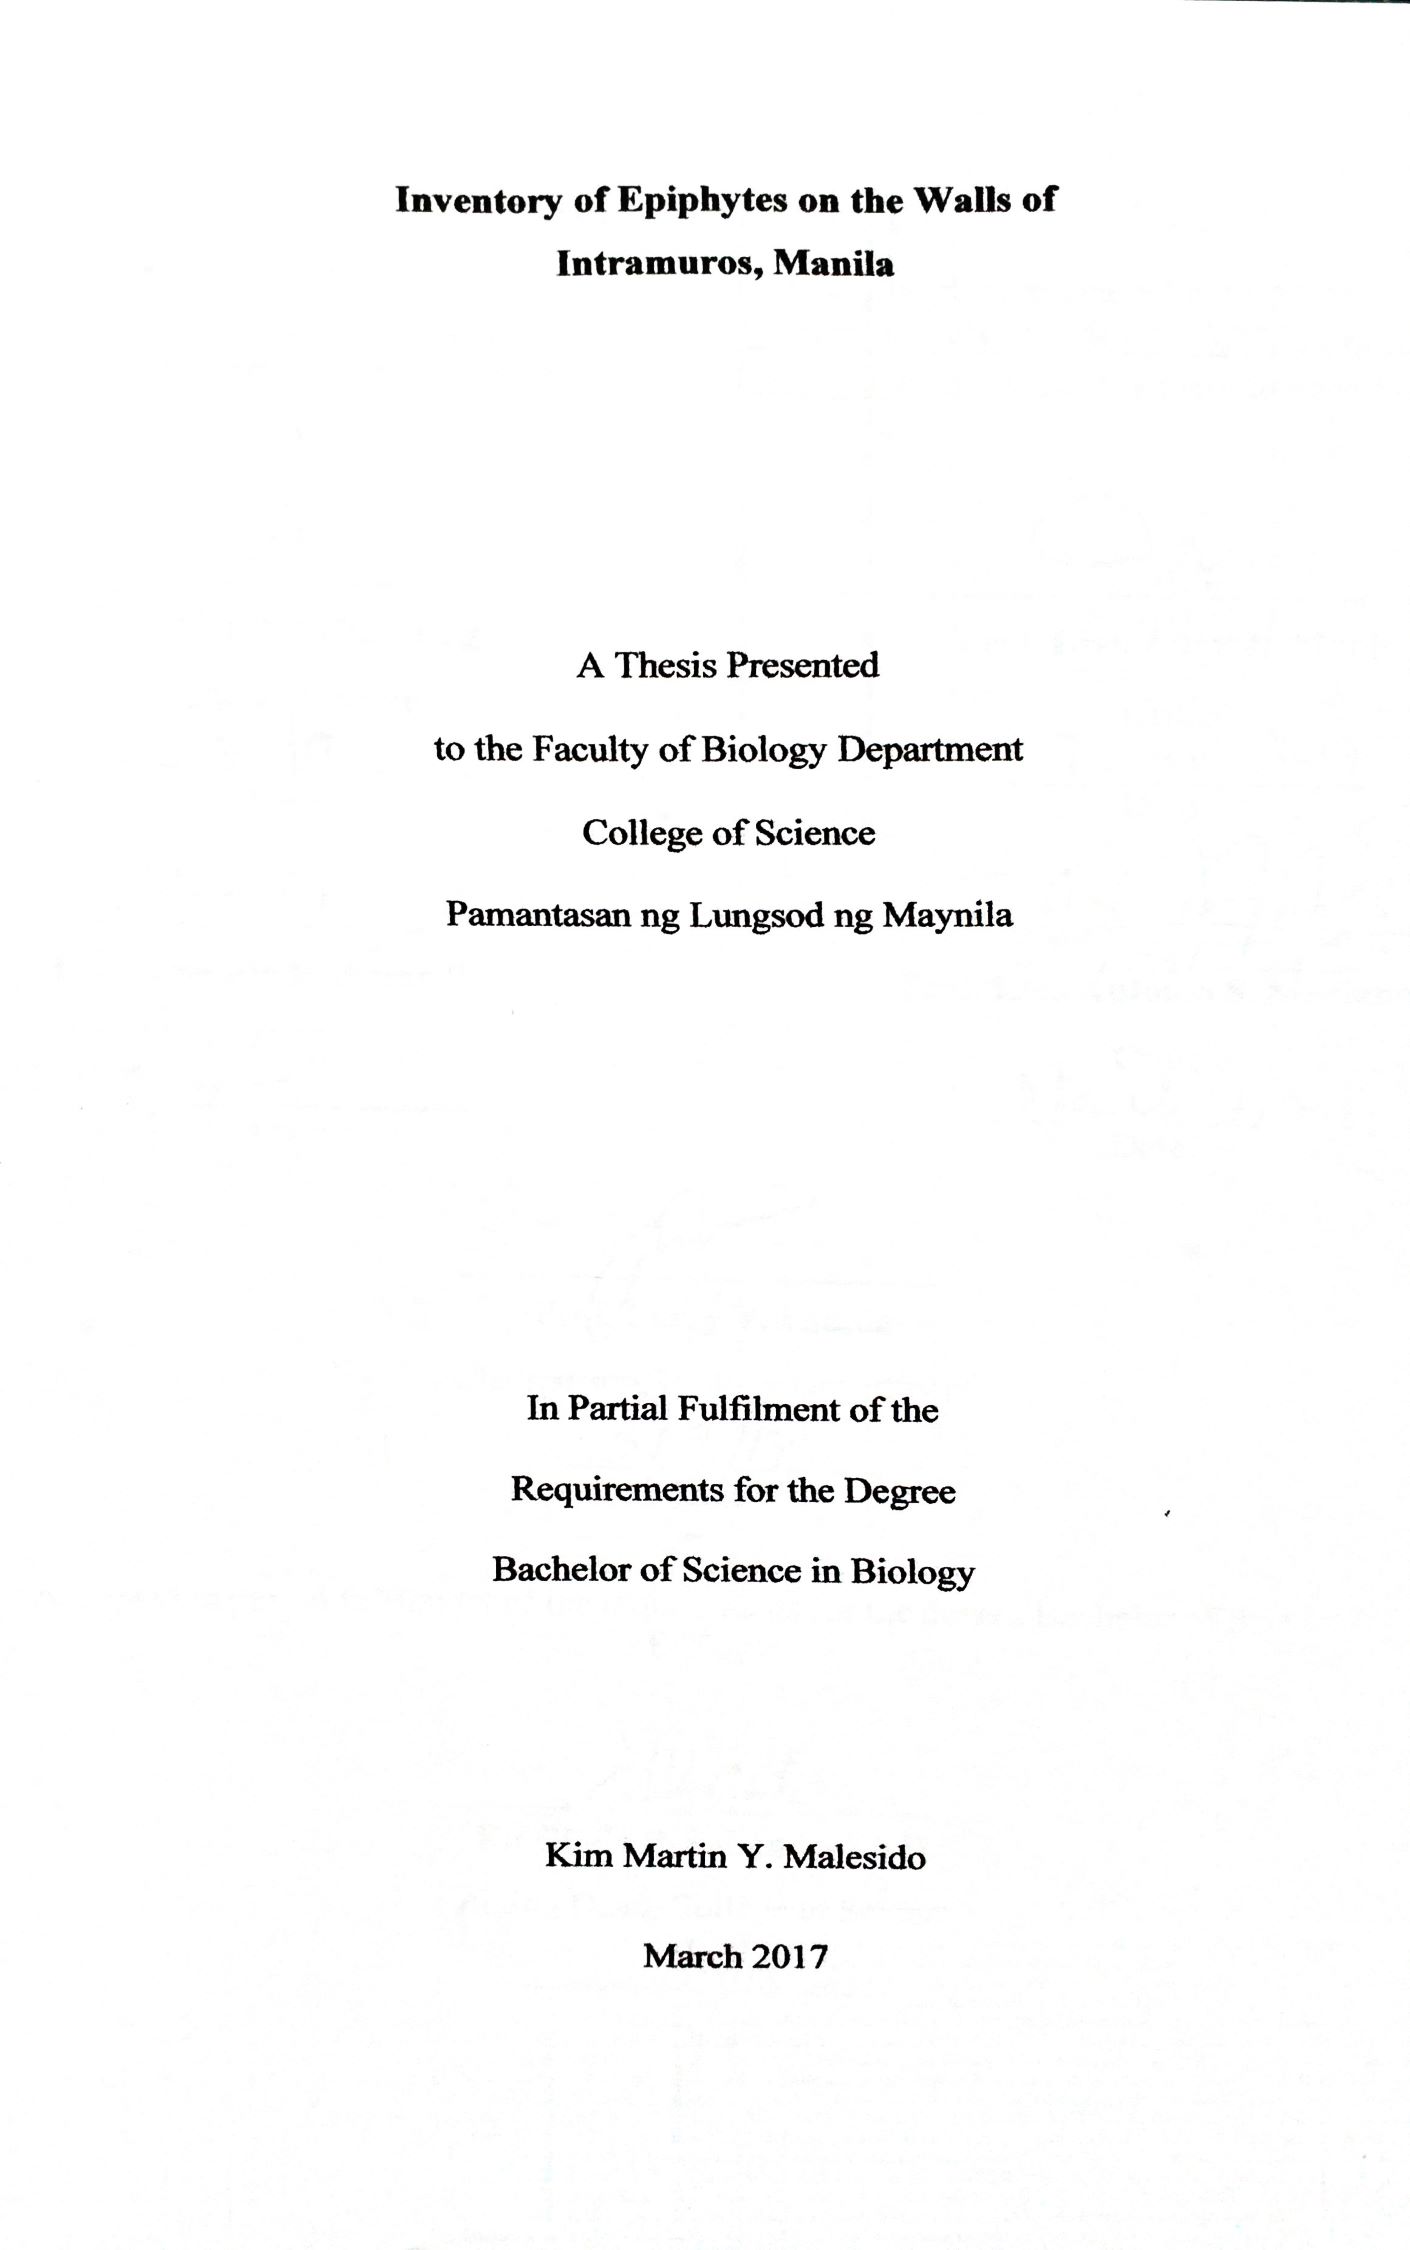 Inventory of Epiphytes on the Walls of
Intramuros, Manila
A Thesis Presented
to the Faculty of Biology Department
College of Science
Pamantasan ng Lungsod ng Maynila
In Partial Fulfilment of the
Requirements for the Degree
Bachelor of Science in Biology
Kim Martin Y. Malesido
March 2017